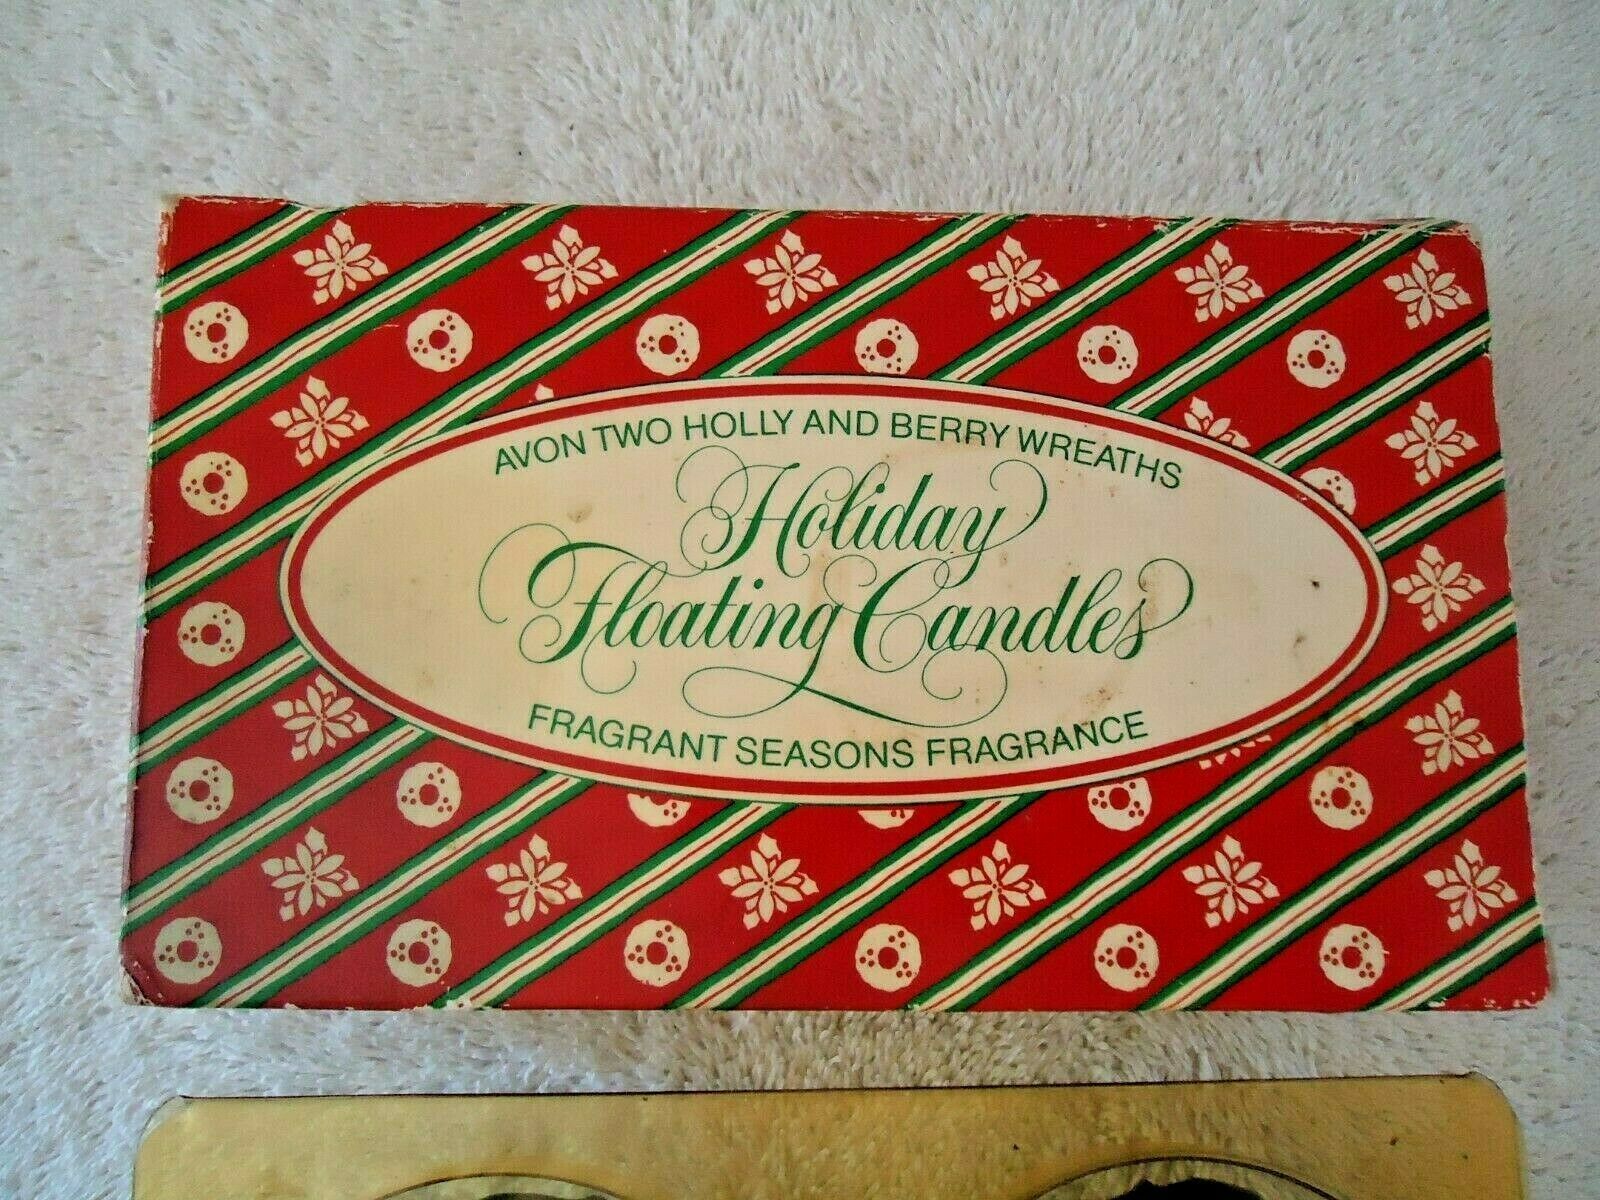 AVON TWO HOLLY AND BERRY WREATHS
Holiday
Floating Candles
FRAGRANT SEASONS FRAGRANCE